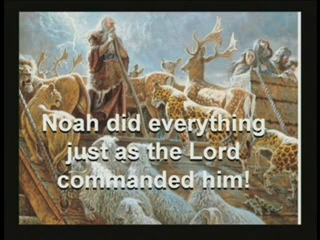 Noah did everything
just as the Lord
commanded him!